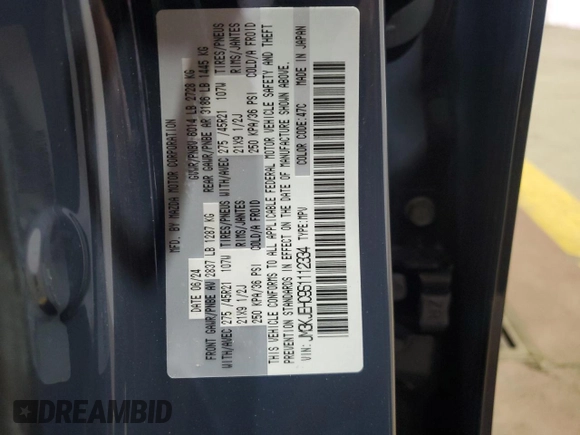 MFD. BY MAZDA MOTOR CORPORATION
DATE 06/24 GVWR/PNBV 6014 LB 2728 KG
FRONT GAWR/PNBE AV 2837 LB 1287 KG REAR GAWR/PNBE AR 3186 LB 1445 KG
WITH/AVEC 275 /45R21 107W TIRES/PNEUS WITH/AVEC 275 /45R21 107W TIRES/PNEUS
21X9 1/2J RIMS/JANTES 21X9 1/2J RIMS/JANTES
250 KPA/36 PSI COLD/A FROID 250 KPA/36 PSI COLD/A FROID
THIS VEHICLE CONFORMS TO ALL APPLICABLE FEDERAL MOTOR VEHICLE SAFETY AND THEFT
PREVENTION STANDARDS IN EFFECT ON THE DATE OF MANUFACTURE SHOWN ABOVE.
VIN: JM3KJEHC9S1112334 TYPE:MPV COLOR CODE:47C MADE IN JAPAN
DREAMBID